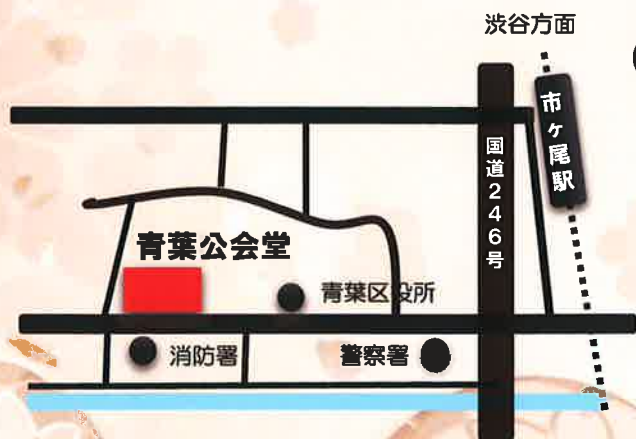 渋谷方面
市ヶ尾駅
国道246号
青葉公会堂
青葉区役所
消防署
警察署